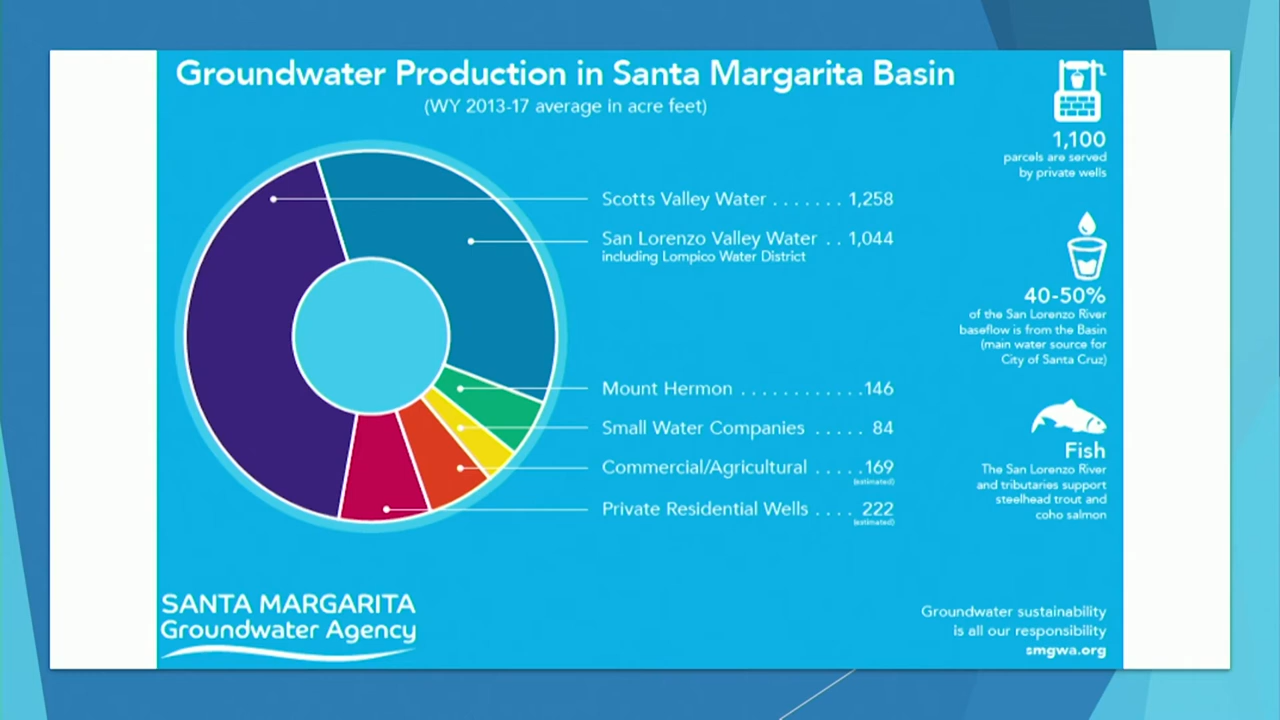 Groundwater Production in Santa Margarita Basin
(WY 2013-17 average in acre feet)
Scotts Valley Water . . . . . . . 1,258
San Lorenzo Valley Water . . 1,044
including Lompico Water District
Mount Hermon . . . . . . . . . . . .146
Small Water Companies . . . . . 84
Commercial/Agricultural . . . . .169
(estimated)
Private Residential Wells . . . . 222
(estimated)
1,100
parcels are served
by private wells
40-50%
of the San Lorenzo River
baseflow is from the Basin
(main water source for
City of Santa Cruz)
Fish
The San Lorenzo River
and tributaries support
steelhead trout and
coho salmon
SANTA MARGARITA
Groundwater Agency
Groundwater sustainability
is all our responsibility
smgwa.org